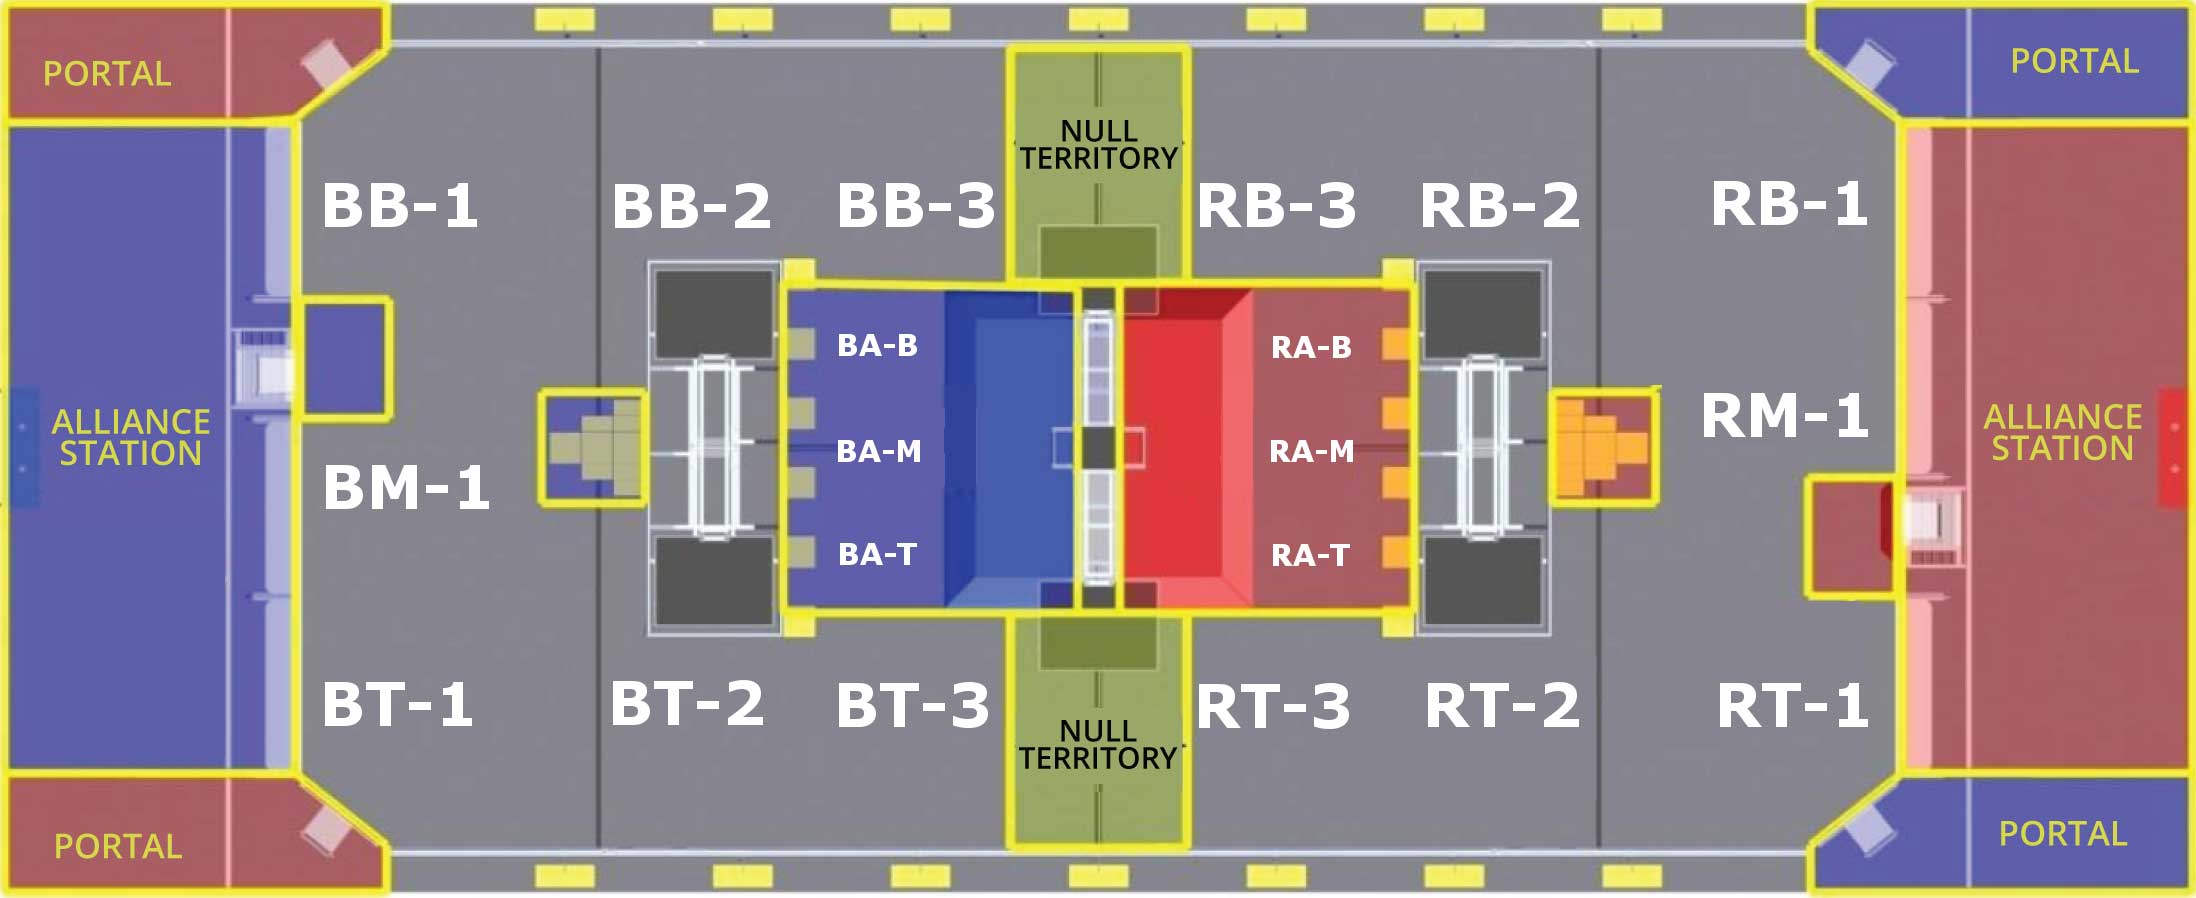 PORTAL
PORTAL
NULL
TERRITORY
BB-1
BB-2
BB-3
RB-3
RB-2
RB-1
BA-B
RA-B
ALLIANCE
STATION
BM-1
BA-M
RA-M
RM-1
ALLIANCE
STATION
BA-T
RA-T
BT-1
BT-2
BT-3
RT-3
RT-2
RT-1
NULL
TERRITORY
PORTAL
PORTAL